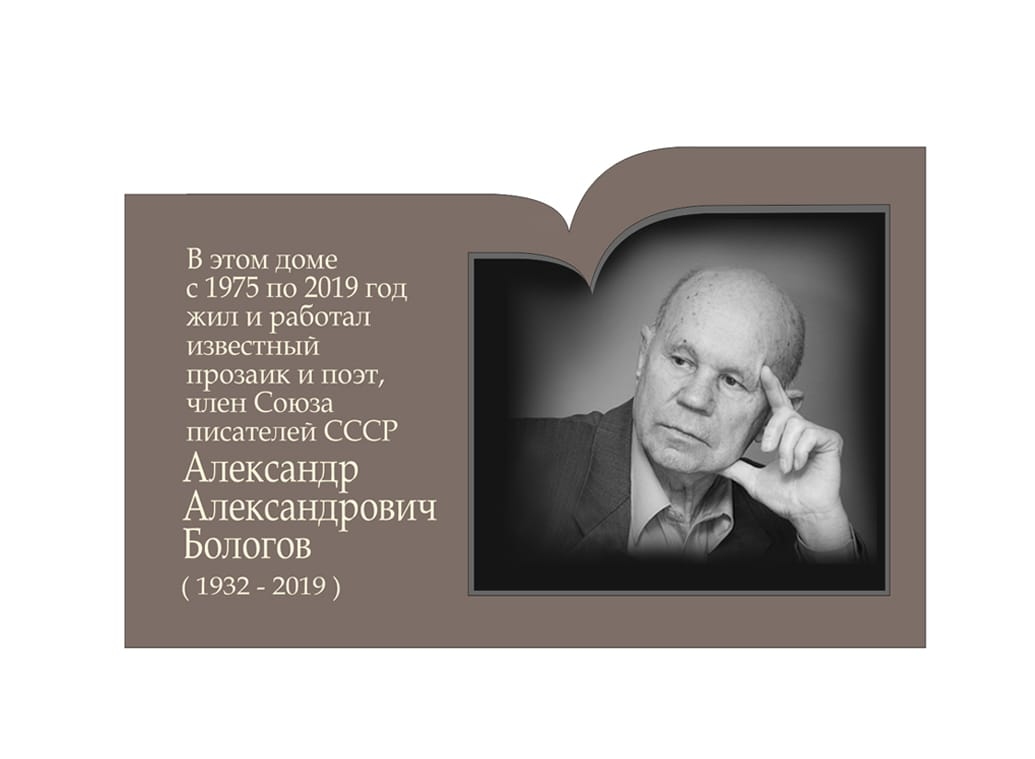 В этом доме
с 1975 по 2019 год
жил и работал
известный
прозаик и поэт,
член Союза
писателей СССР
Александр
Александрович
Бологов
( 1932 - 2019 )